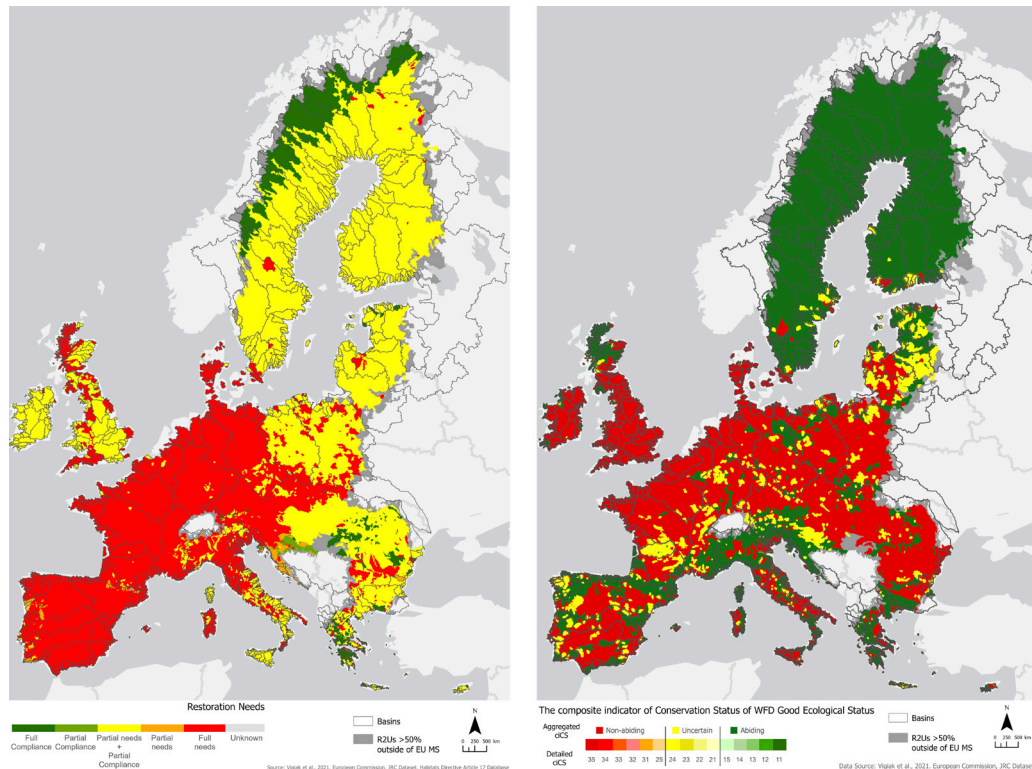 Restoration Needs
Full
Compliance
Partial
Compliance
Partial needs
+
Partial
Compliance
Partial
needs
Full
needs
Unknown
Basins
R2Us >50%
outside of EU MS
N
0 250 500 km
Source: Vigiak et al., 2021. European Commission, JRC Dataset, Habitats Directive Article 17 Database
The composite indicator of Conservation Status of WFD Good Ecological Status
Aggregated
ciCS
Non-abiding
Uncertain
Abiding
Detailed
ciCS
35 34 33 32 31 25 24 23 22 21 15 14 13 12 11
Basins
R2Us >50%
outside of EU MS
N
0 250 500 km
Data Source: Vigiak et al., 2021. European Commission, JRC Dataset